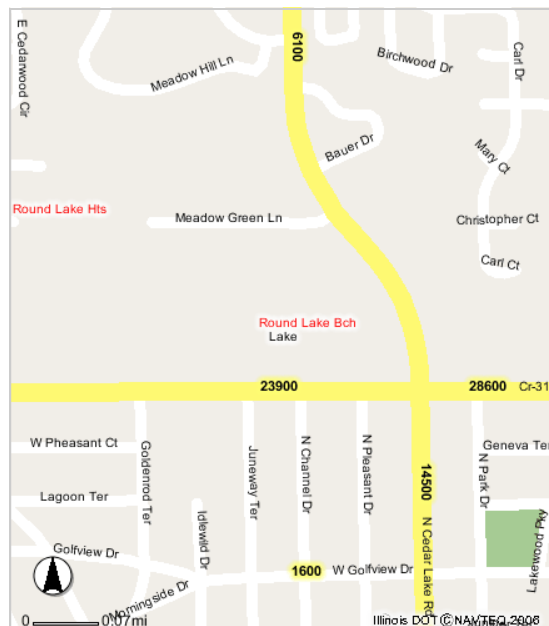 E Cedarwood Cir
6100
Meadow Hill Ln
Birchwood Dr
Carl Dr
Bauer Dr
Mary Ct
Round Lake Hts
Meadow Green Ln
Christopher Ct
Carl Ct
Round Lake Bch
Lake
23900
28600
Cr-31
W Pheasant Ct
Goldenrod Ter
Juneway Ter
N Channel Dr
N Pleasant Dr
14500
N Park Dr
Geneva Ter
Lagoon Ter
Idlewild Dr
N Cedar Lake Rd
Lakewood Pky
Golfview Dr
1600
W Golfview Dr
Morningside Dr
0
0.07mi
Illinois DOT © NAVTEQ 2006